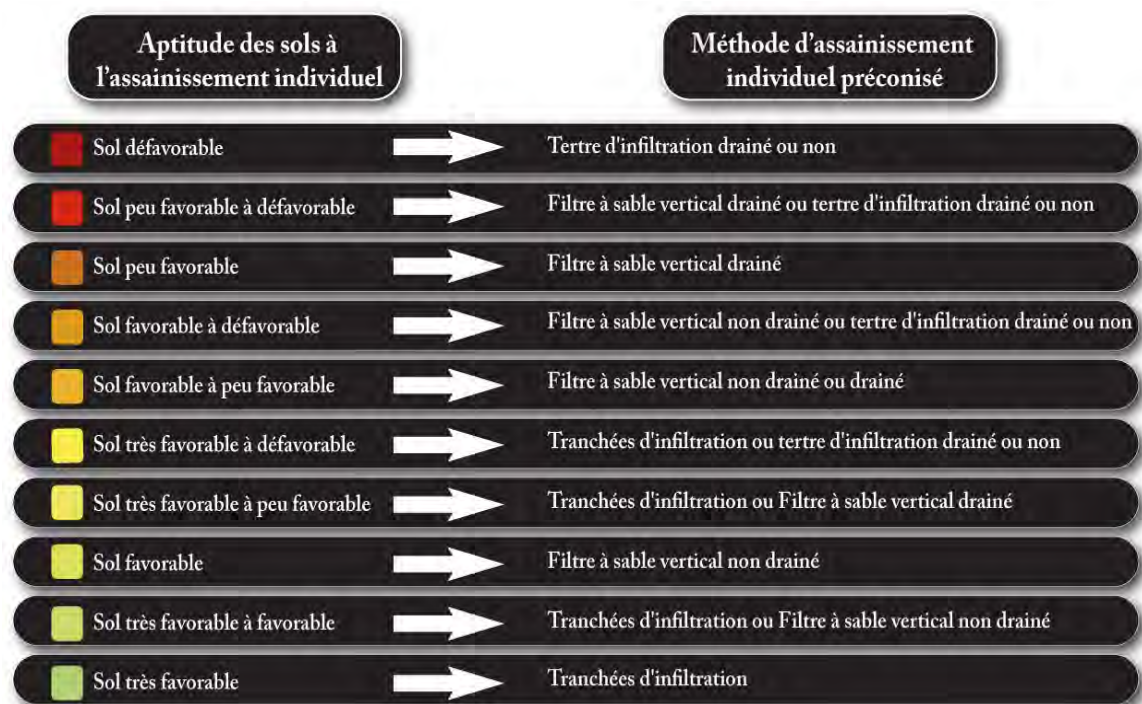 Aptitude des sols à
l'assainissement individuel
Méthode d'assainissement
individuel préconisé
Sol défavorable
Tertre d'infiltration drainé ou non
Sol peu favorable à défavorable
Filtre à sable vertical drainé ou tertre d'infiltration drainé ou non
Sol peu favorable
Filtre à sable vertical drainé
Sol favorable à défavorable
Filtre à sable vertical non drainé ou tertre d'infiltration drainé ou non
Sol favorable à peu favorable
Filtre à sable vertical non drainé ou drainé
Sol très favorable à défavorable
Tranchées d'infiltration ou tertre d'infiltration drainé ou non
Sol très favorable à peu favorable
Tranchées d'infiltration ou Filtre à sable vertical drainé
Sol favorable
Filtre à sable vertical non drainé
Sol très favorable à favorable
Tranchées d'infiltration ou Filtre à sable vertical non drainé
Sol très favorable
Tranchées d'infiltration